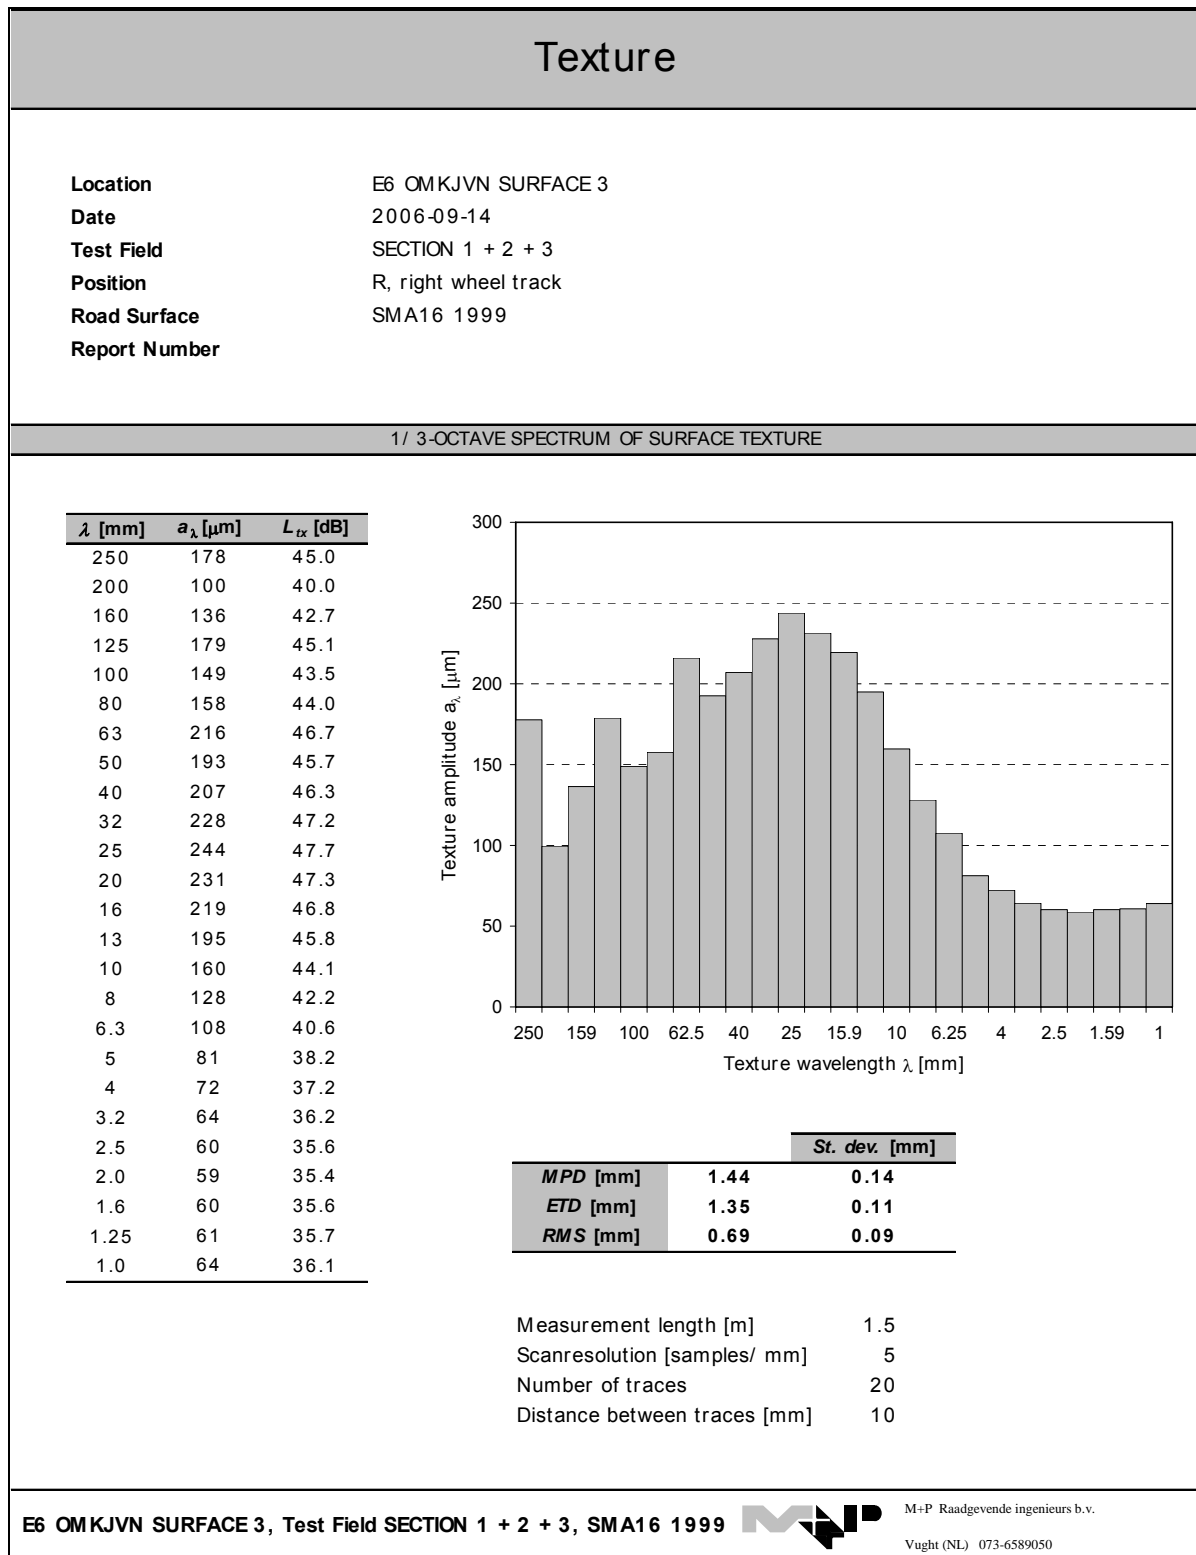 Texture
Location E6 OMKJVN SURFACE 3
Date 2006-09-14
Test Field SECTION 1 + 2 + 3
Position R, right wheel track
Road Surface SMA16 1999
Report Number
1/ 3-OCTAVE SPECTRUM OF SURFACE TEXTURE
λ [mm] aλ [µm] Ltx [dB]
250 178 45.0
200 100 40.0
160 136 42.7
125 179 45.1
100 149 43.5
80 158 44.0
63 216 46.7
50 193 45.7
40 207 46.3
32 228 47.2
25 244 47.7
20 231 47.3
16 219 46.8
13 195 45.8
10 160 44.1
8 128 42.2
6.3 108 40.6
5 81 38.2
4 72 37.2
3.2 64 36.2
2.5 60 35.6
2.0 59 35.4
1.6 60 35.6
1.25 61 35.7
1.0 64 36.1
Texture amplitude aλ [µm]
300
250
200
150
100
50
0
250 159 100 62.5 40 25 15.9 10 6.25 4 2.5 1.59 1
Texture wavelength λ [mm]
St. dev. [mm]
MPD [mm] 1.44 0.14
ETD [mm] 1.35 0.11
RMS [mm] 0.69 0.09
Measurement length [m] 1.5
Scanresolution [samples/ mm] 5
Number of traces 20
Distance between traces [mm] 10
E6 OMKJVN SURFACE 3, Test Field SECTION 1 + 2 + 3, SMA16 1999
M+P
M+P Raadgevende ingenieurs b.v.
Vught (NL) 073-6589050